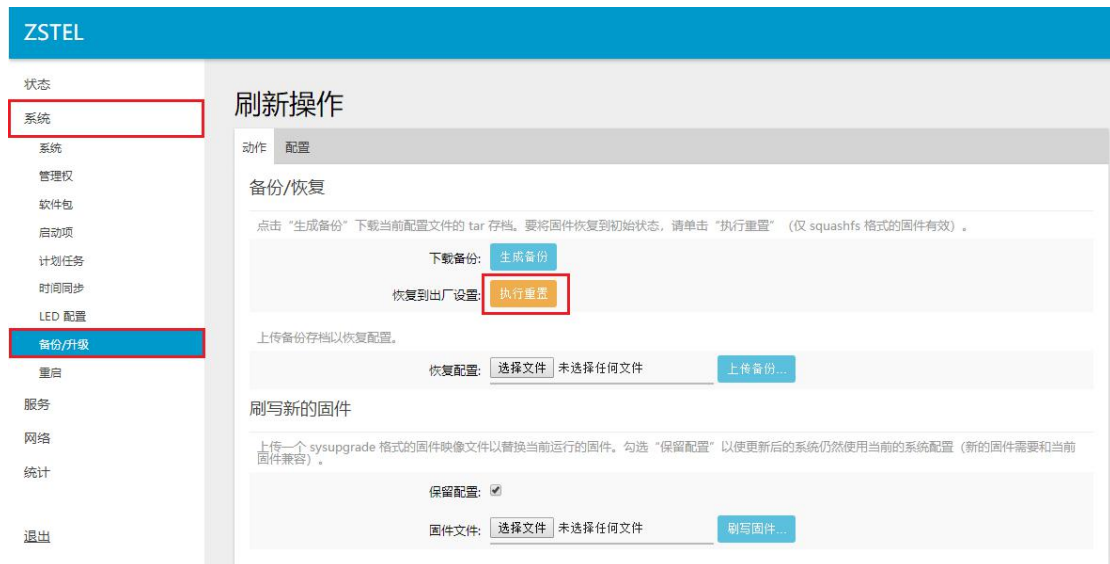 ZSTEL
状态
系统
系统
管理权
软件包
启动项
计划任务
时间同步
LED 配置
备份/升级
重启
服务
网络
统计
退出
刷新操作
动作 配置
备份/恢复
点击“生成备份”下载当前配置文件的 tar 存档。要将固件恢复到初始状态，请单击“执行重置”（仅 squashfs 格式的固件有效）。
下载备份: 生成备份
恢复到出厂设置: 执行重置
上传备份存档以恢复配置。
恢复配置: 选择文件 未选择任何文件 上传备份...
刷写新的固件
上传一个 sysupgrade 格式的固件映像文件以替换当前运行的固件。勾选“保留配置”以使更新后的系统仍然使用当前的系统配置（新的固件需要和当前
固件兼容）。
保留配置:
固件文件: 选择文件 未选择任何文件 刷写固件...